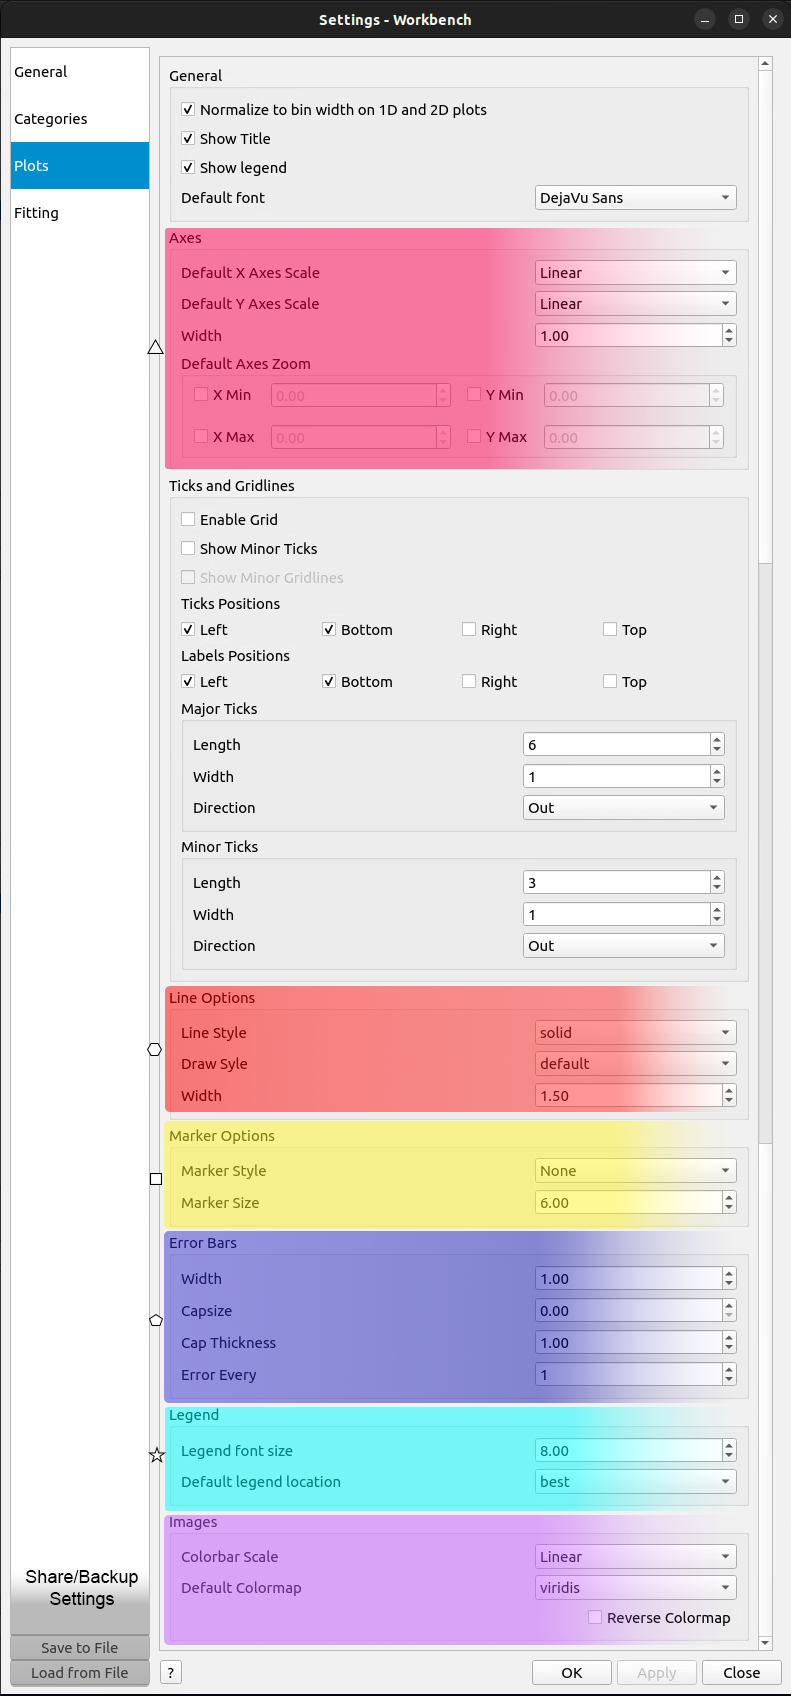 Settings - Workbench
General
Categories
Plots
Fitting
General
Normalize to bin width on 1D and 2D plots
Show Title
Show legend
Default font DejaVu Sans
Axes
Default X Axes Scale Linear
Default Y Axes Scale Linear
Width 1.00
Default Axes Zoom
X Min 0.00 Y Min 0.00
X Max 0.00 Y Max 0.00
Ticks and Gridlines
Enable Grid
Show Minor Ticks
Show Minor Gridlines
Ticks Positions
Left Bottom Right Top
Labels Positions
Left Bottom Right Top
Major Ticks
Length 6
Width 1
Direction Out
Minor Ticks
Length 3
Width 1
Direction Out
Line Options
Line Style solid
Draw Syle default
Width 1.50
Marker Options
Marker Style None
Marker Size 6.00
Error Bars
Width 1.00
Capsize 0.00
Cap Thickness 1.00
Error Every 1
Legend
Legend font size 8.00
Default legend location best
Images
Colorbar Scale Linear
Default Colormap viridis
Reverse Colormap
Share/Backup
Settings
Save to File
Load from File
? OK Apply Close